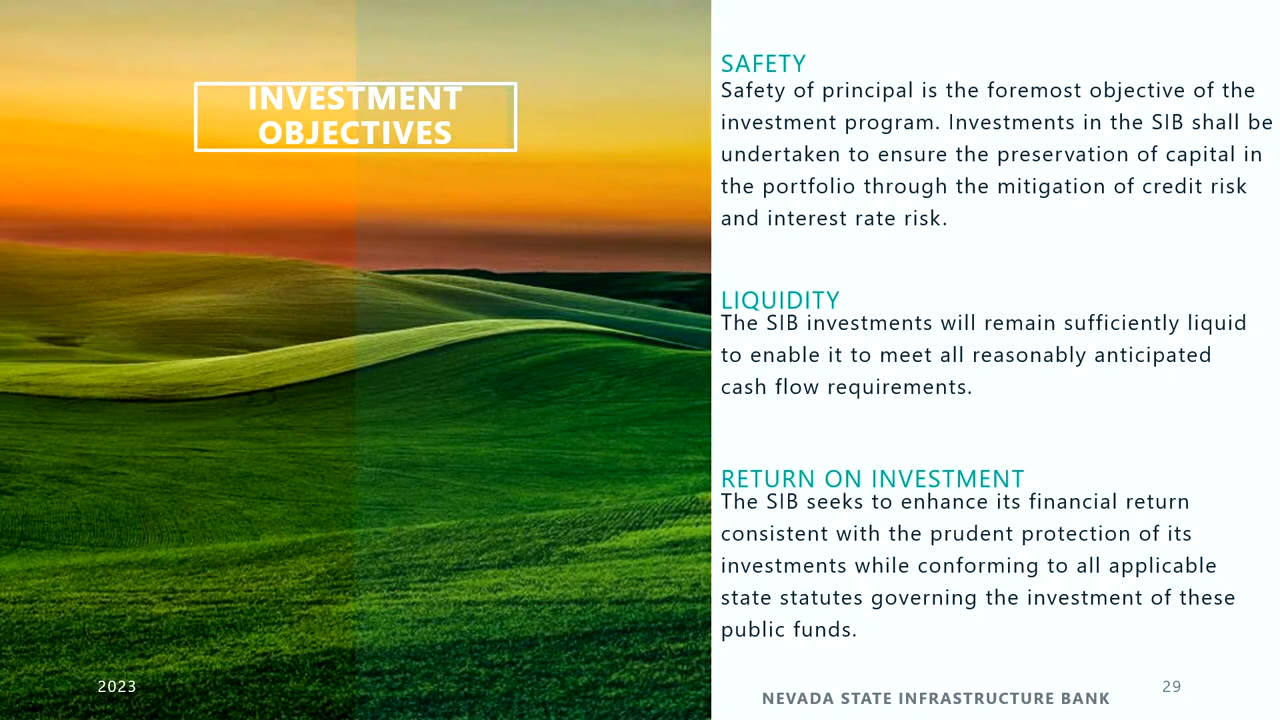 INVESTMENT
OBJECTIVES
SAFETY
Safety of principal is the foremost objective of the
investment program. Investments in the SIB shall be
undertaken to ensure the preservation of capital in
the portfolio through the mitigation of credit risk
and interest rate risk.
LIQUIDITY
The SIB investments will remain sufficiently liquid
to enable it to meet all reasonably anticipated
cash flow requirements.
RETURN ON INVESTMENT
The SIB seeks to enhance its financial return
consistent with the prudent protection of its
investments while conforming to all applicable
state statutes governing the investment of these
public funds.
2023
NEVADA STATE INFRASTRUCTURE BANK
29